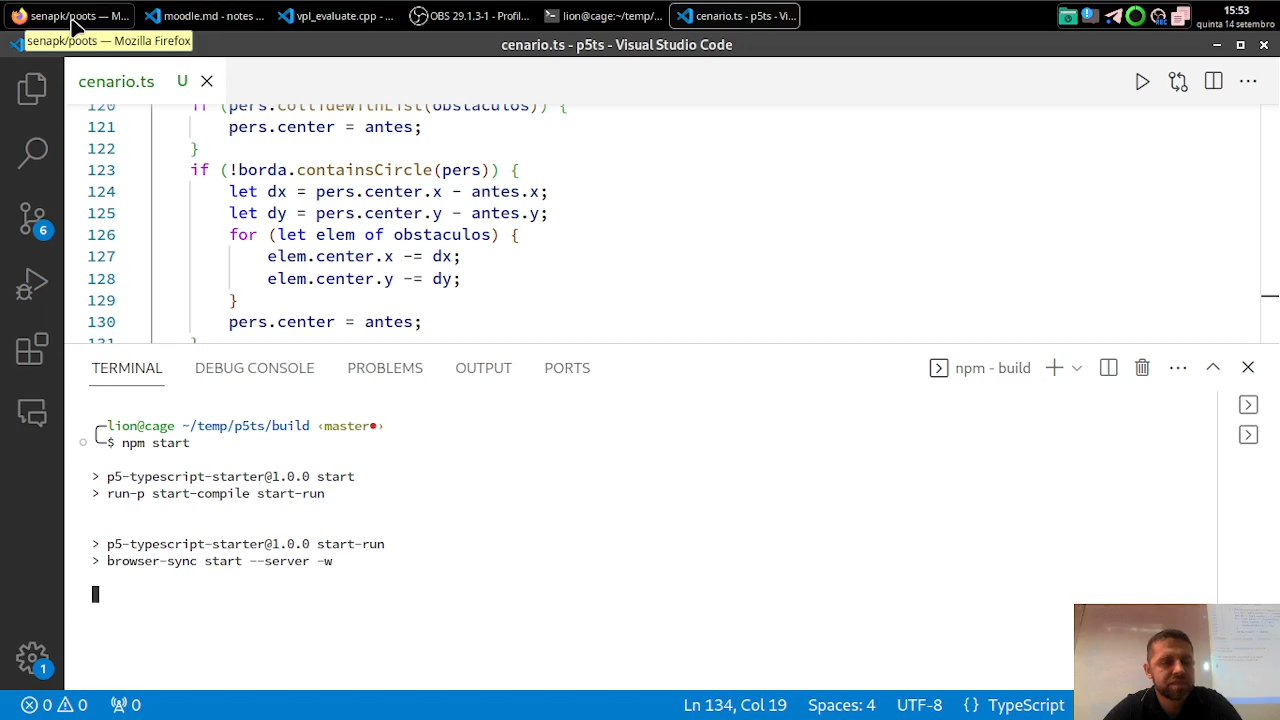 senapk/poots — M...
moodle.md - notes ...
vpl_evaluate.cpp - ...
OBS 29.1.3-1 - Profil...
lion@cage:~/temp/...
cenario.ts - p5ts - Vi...
15:53
quinta 14 setembro
senapk/poots — Mozilla Firefox
cenario.ts - p5ts - Visual Studio Code
cenario.ts U
120 if (pers.collideWithList(obstaculos)) {
121 pers.center = antes;
122 }
123 if (!borda.containsCircle(pers)) {
124 let dx = pers.center.x - antes.x;
125 let dy = pers.center.y - antes.y;
126 for (let elem of obstaculos) {
127 elem.center.x -= dx;
128 elem.center.y -= dy;
129 }
130 pers.center = antes;
131 }
6
TERMINAL DEBUG CONSOLE PROBLEMS OUTPUT PORTS
npm - build
lion@cage ~/temp/p5ts/build ‹master●›
$ npm start
> p5-typescript-starter@1.0.0 start
> run-p start-compile start-run
> p5-typescript-starter@1.0.0 start-run
> browser-sync start --server -w
1
0 0 0
Ln 134, Col 19 Spaces: 4 UTF-8 {} TypeScript